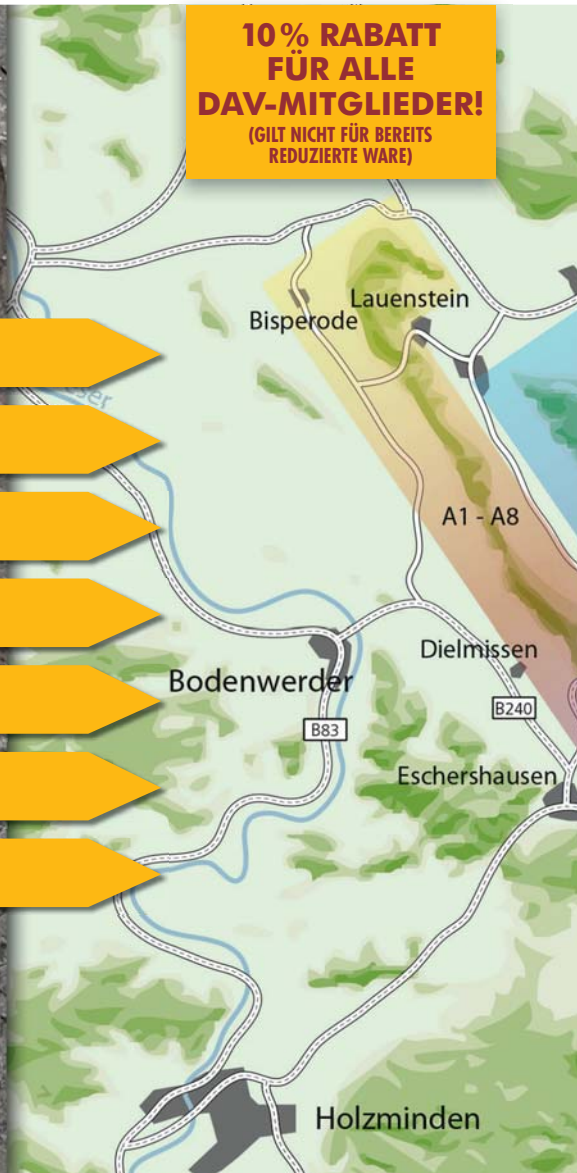 10 % RABATT
FÜR ALLE
DAV-MITGLIEDER!
(GILT NICHT FÜR BEREITS
REDUZIERTE WARE)
Lauenstein
Bisperode
A1 - A8
Dielmissen
Bodenwerder
B240
B83
Eschershausen
Holzminden